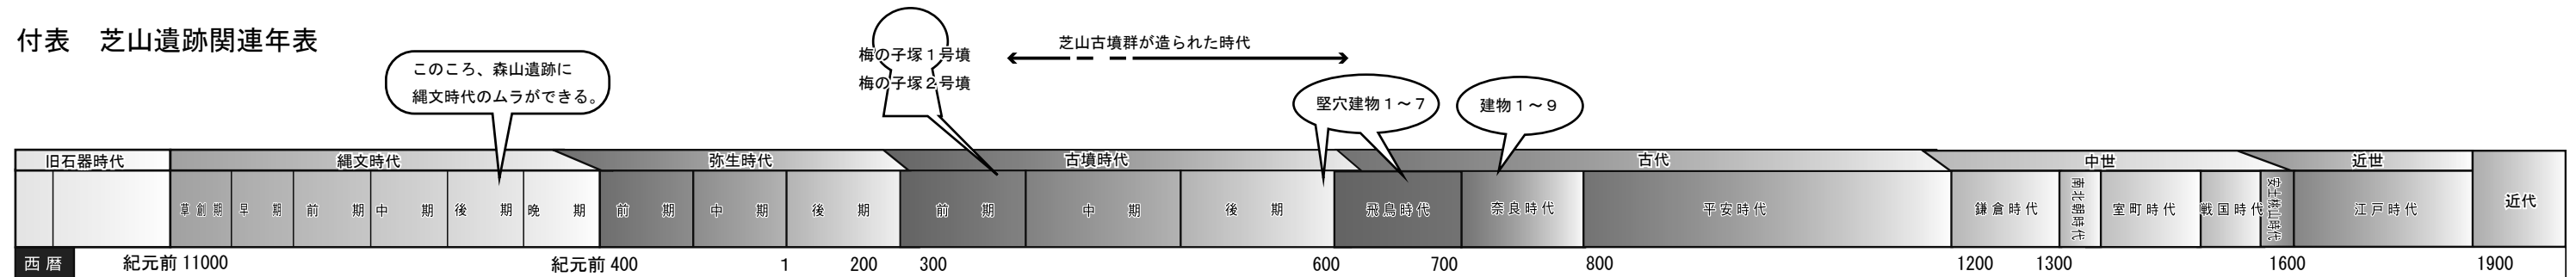 付表　芝山遺跡関連年表
このころ、森山遺跡に
縄文時代のムラができる。
梅の子塚１号墳
梅の子塚２号墳
芝山古墳群が造られた時代
竪穴建物１～７
建物１～９
旧石器時代
縄文時代
弥生時代
古墳時代
古代
中世
近世
近代
草創期
早期
前期
中期
後期
晩期
前期
中期
後期
前期
中期
後期
飛鳥時代
奈良時代
平安時代
鎌倉時代
南北朝時代
室町時代
戦国時代
安土桃山時代
江戸時代
西暦
紀元前 11000
紀元前 400
1
200
300
600
700
800
1200
1300
1600
1900